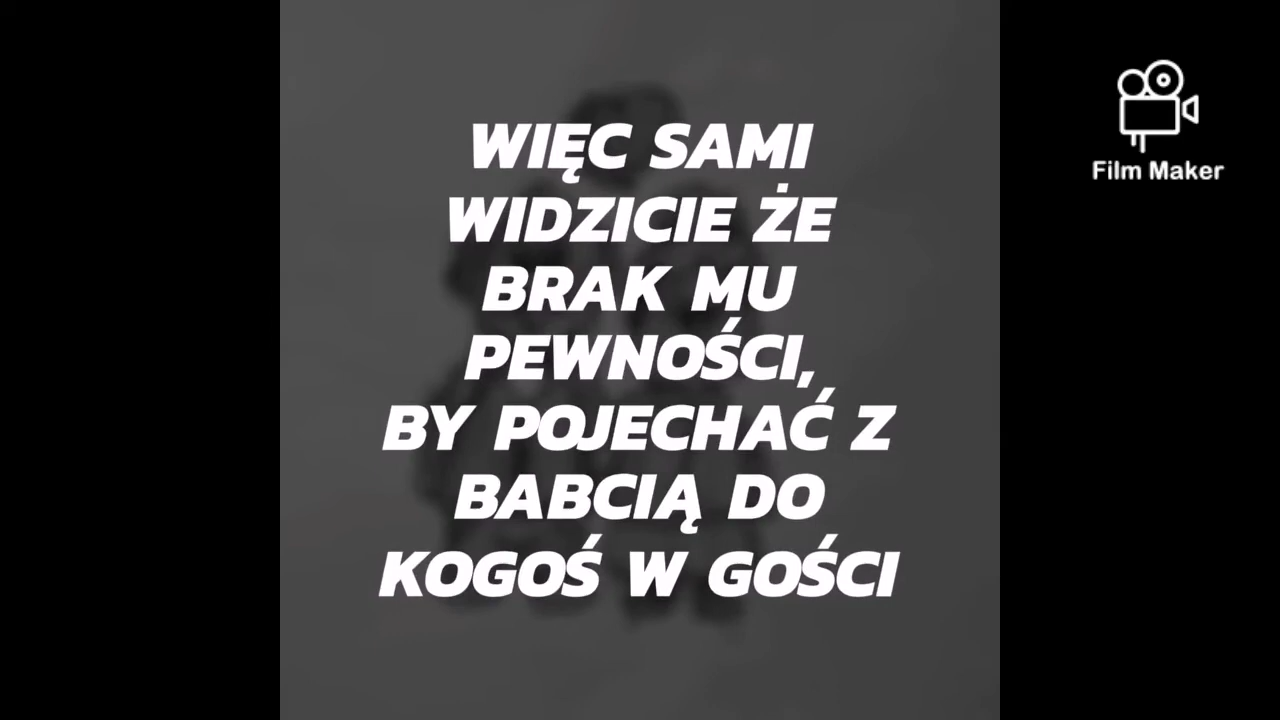 WIĘC SAMI
WIDZICIE ŻE
BRAK MU
PEWNOŚCI,
BY POJECHAĆ Z
BABCIĄ DO
KOGOŚ W GOŚCI
Film Maker